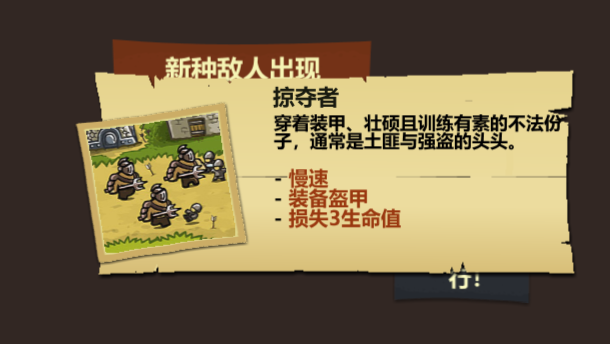 新种敌人出现
掠夺者
穿着装甲、壮硕且训练有素的不法份
子，通常是土匪与强盗的头头。
- 慢速
- 装备盔甲
- 损失3生命值
行!